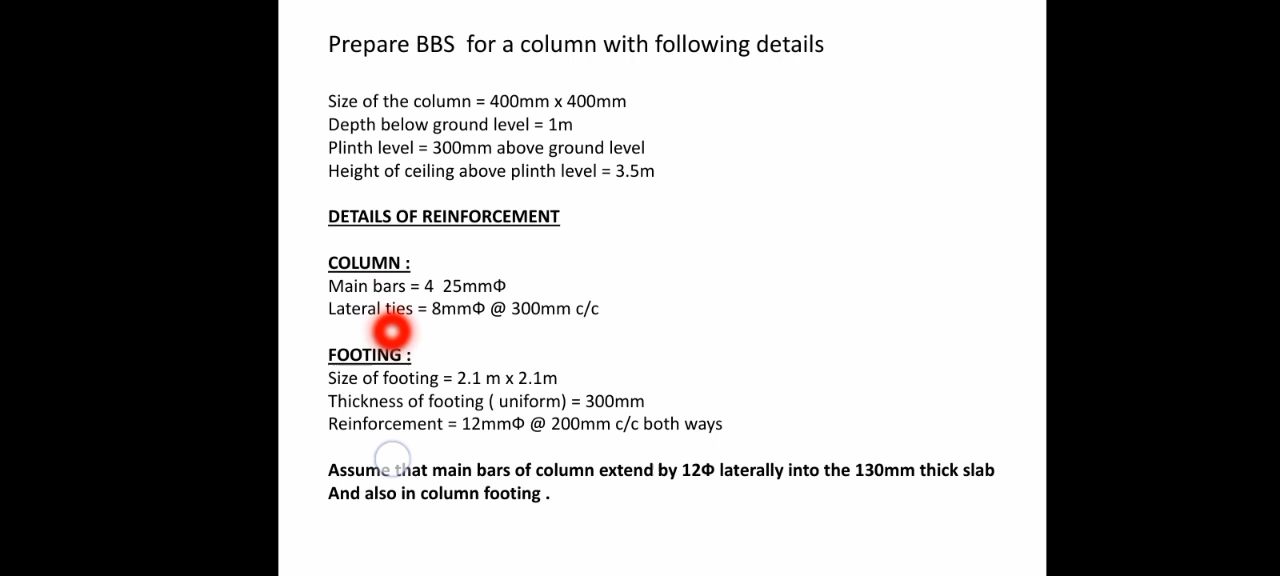 Prepare BBS for a column with following details
Size of the column = 400mm x 400mm
Depth below ground level = 1m
Plinth level = 300mm above ground level
Height of ceiling above plinth level = 3.5m
DETAILS OF REINFORCEMENT
COLUMN :
Main bars = 4 25mmΦ
Lateral ties = 8mmΦ @ 300mm c/c
FOOTING :
Size of footing = 2.1 m x 2.1m
Thickness of footing ( uniform) = 300mm
Reinforcement = 12mmΦ @ 200mm c/c both ways
Assume that main bars of column extend by 12Φ laterally into the 130mm thick slab
And also in column footing .